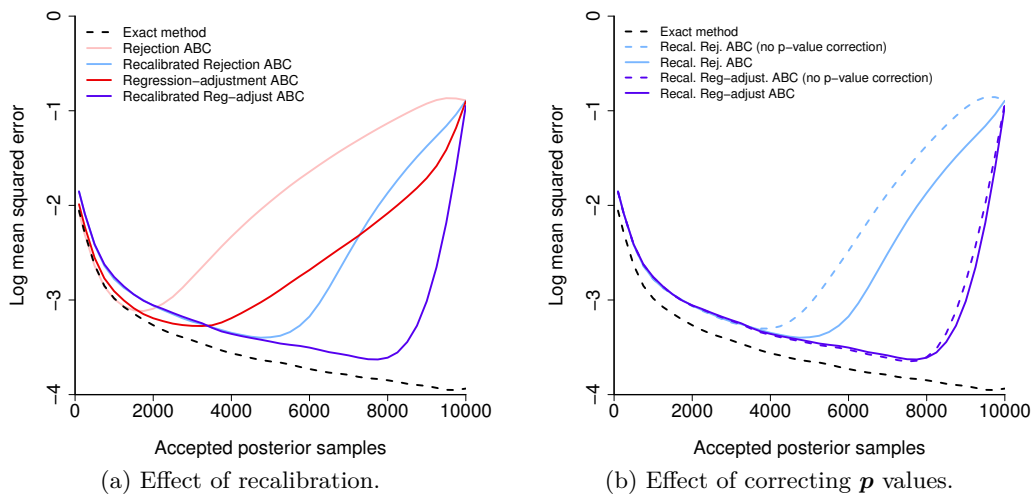 Log mean squared error
0
−1
−2
−3
−4
Exact method
Rejection ABC
Recalibrated Rejection ABC
Regression−adjustment ABC
Recalibrated Reg−adjust ABC
0 2000 4000 6000 8000 10000
Accepted posterior samples
(a) Effect of recalibration.
Log mean squared error
0
−1
−2
−3
−4
Exact method
Recal. Rej. ABC (no p−value correction)
Recal. Rej. ABC
Recal. Reg−adjust. ABC (no p−value correction)
Recal. Reg−adjust ABC
0 2000 4000 6000 8000 10000
Accepted posterior samples
(b) Effect of correcting p values.